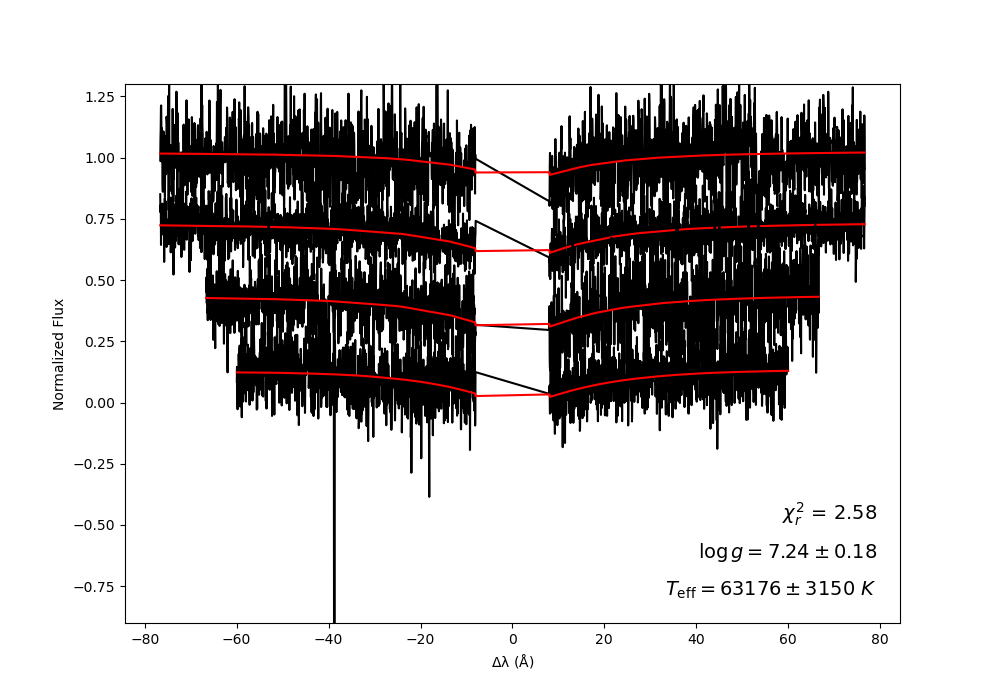 1.25
1.00
0.75
0.50
0.25
0.00
−0.25
−0.50
−0.75
Normalized Flux
χ²ᵣ = 2.58
log g = 7.24 ± 0.18
T_eff = 63176 ± 3150 K
−80 −60 −40 −20 0 20 40 60 80
Δλ (Å)